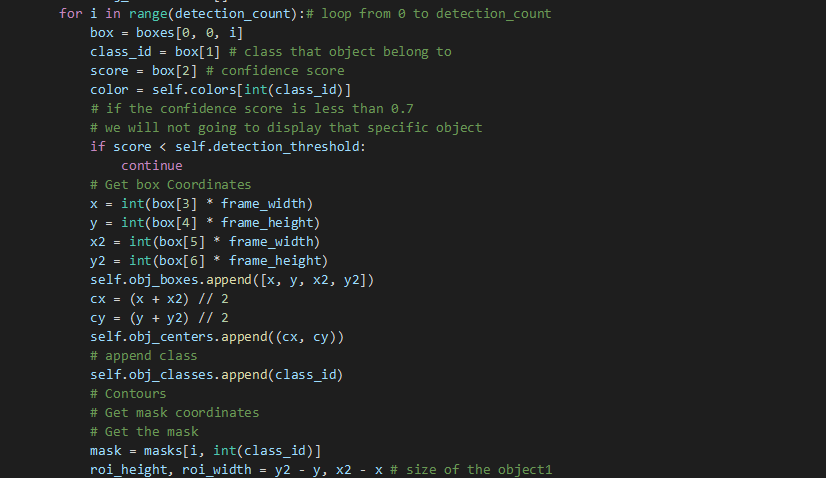 for i in range(detection_count):# loop from 0 to detection_count
box = boxes[0, 0, i]
class_id = box[1] # class that object belong to
score = box[2] # confidence score
color = self.colors[int(class_id)]
# if the confidence score is less than 0.7
# we will not going to display that specific object
if score < self.detection_threshold:
continue
# Get box Coordinates
x = int(box[3] * frame_width)
y = int(box[4] * frame_height)
x2 = int(box[5] * frame_width)
y2 = int(box[6] * frame_height)
self.obj_boxes.append([x, y, x2, y2])
cx = (x + x2) // 2
cy = (y + y2) // 2
self.obj_centers.append((cx, cy))
# append class
self.obj_classes.append(class_id)
# Contours
# Get mask coordinates
# Get the mask
mask = masks[i, int(class_id)]
roi_height, roi_width = y2 - y, x2 - x # size of the object1